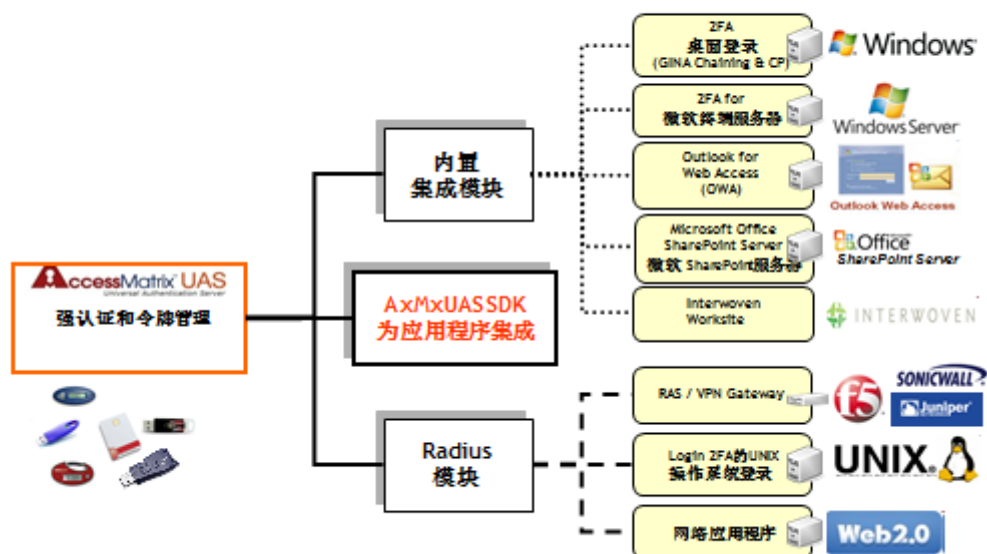 AccessMatrix™ UAS
Universal Authentication Server
强认证和令牌管理
内置
集成模块
AxMxUAS SDK
为应用程序集成
Radius
模块
2FA
桌面登录
(GINA Chaining & CP)
Windows
2FA for
微软终端服务器
Windows Server
Outlook for
Web Access
(OWA)
Outlook Web Access
Microsoft Office
SharePoint Server
微软 SharePoint服务器
Office
SharePoint Server
Interwoven
Worksite
INTERWOVEN
RAS / VPN Gateway
f5
SONICWALL
Juniper
Login 2FA的UNIX
操作系统登录
UNIX.
网络应用程序
Web2.0